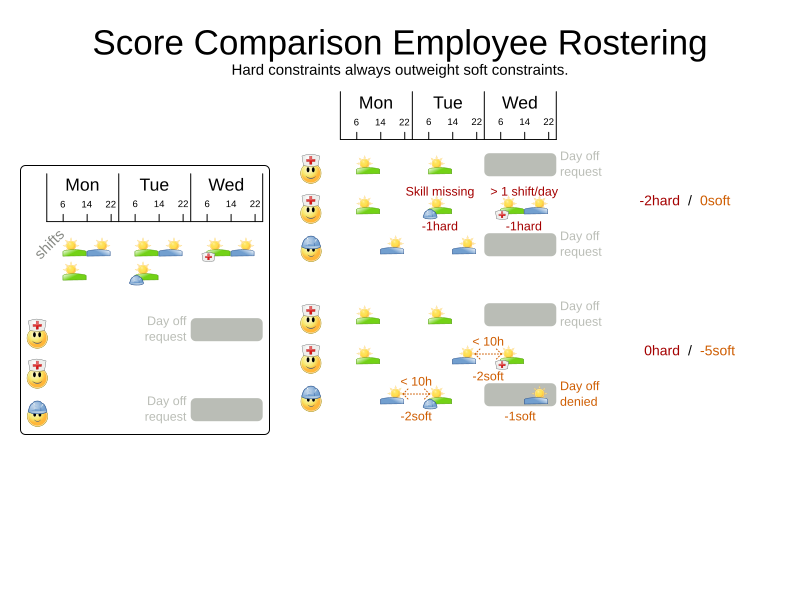 Score Comparison Employee Rostering
Hard constraints always outweight soft constraints.
Mon Tue Wed
6 14 22 6 14 22 6 14 22
shifts
Day off
request
Day off
request
Mon Tue Wed
6 14 22 6 14 22 6 14 22
Day off
request
Skill missing > 1 shift/day
-1hard -1hard
-2hard / 0soft
Day off
request
Day off
request
< 10h
-2soft
0hard / -5soft
< 10h
-2soft
Day off
denied
-1soft